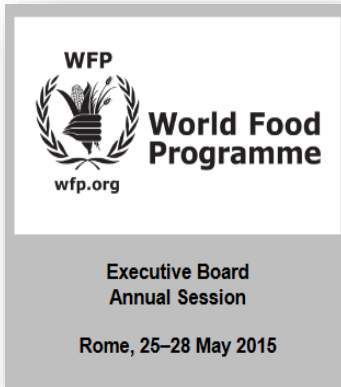 WFP
wfp.org
World Food
Programme
Executive Board
Annual Session
Rome, 25–28 May 2015